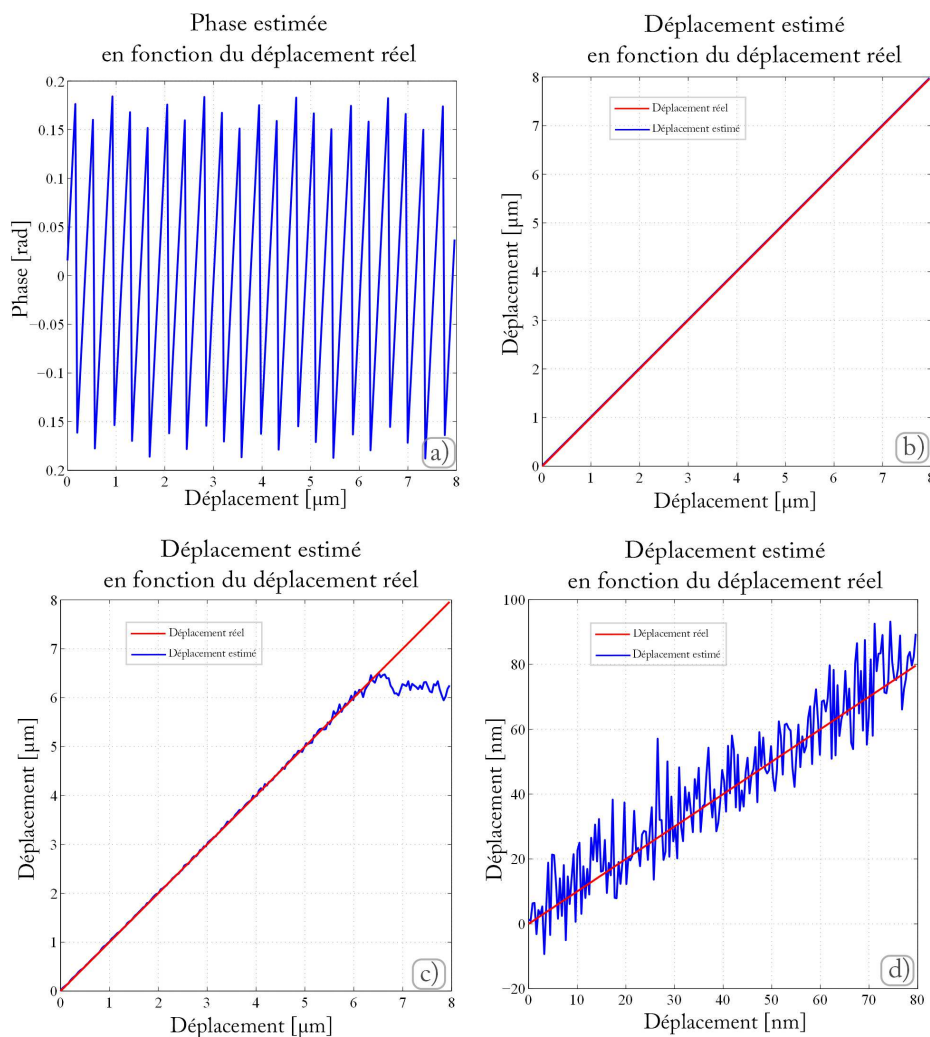 Phase estimée
en fonction du déplacement réel
0.2
0.15
0.1
0.05
0
−0.05
−0.1
0.15
0.2
Phase [rad]
0 1 2 3 4 5 6 7 8
Déplacement [µm]
a)
Déplacement estimé
en fonction du déplacement réel
8
7
6
5
4
3
2
1
0
Déplacement [µm]
Déplacement réel
Déplacement estimé
0 1 2 3 4 5 6 7 8
Déplacement [µm]
b)
Déplacement estimé
en fonction du déplacement réel
8
7
6
5
4
3
2
1
0
Déplacement [µm]
Déplacement réel
Déplacement estimé
0 1 2 3 4 5 6 7 8
Déplacement [µm]
c)
Déplacement estimé
en fonction du déplacement réel
100
80
60
40
20
0
−20
Déplacement [nm]
Déplacement réel
Déplacement estimé
0 10 20 30 40 50 60 70 80
Déplacement [nm]
d)